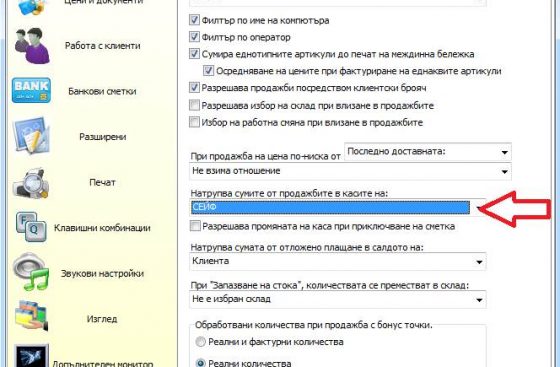 Цени и документи
Работа с клиенти
BANK
Банкови сметки
Разширени
Печат
F
Q
Клавишни комбинации
Звукови настройки
Изглед
Допълнителен монитор
Филтър по име на компютъра
Филтър по оператор
Сумира еднотипните артикули до печат на междинна бележка
Осредняване на цените при фактуриране на еднаквите артикули
Разрешава продажби посредством клиентски брояч
Разрешава избор на склад при влизане в продажбите
Избор на работна смяна при влизане в продажбите
При продажба на цена по-ниска от Последно доставната:
Не взима отношение
Натрупва сумите от продажбите в касите на:
СЕЙФ
Разрешава промяната на каса при приключване на сметка
Натрупва сумата от отложено плащане в салдото на:
Клиента
При "Запазване на стока", количествата се преместват в склад:
Не е избран склад
Обработвани количества при продажба с бонус точки.
Реални и фактурни количества
Реални количества